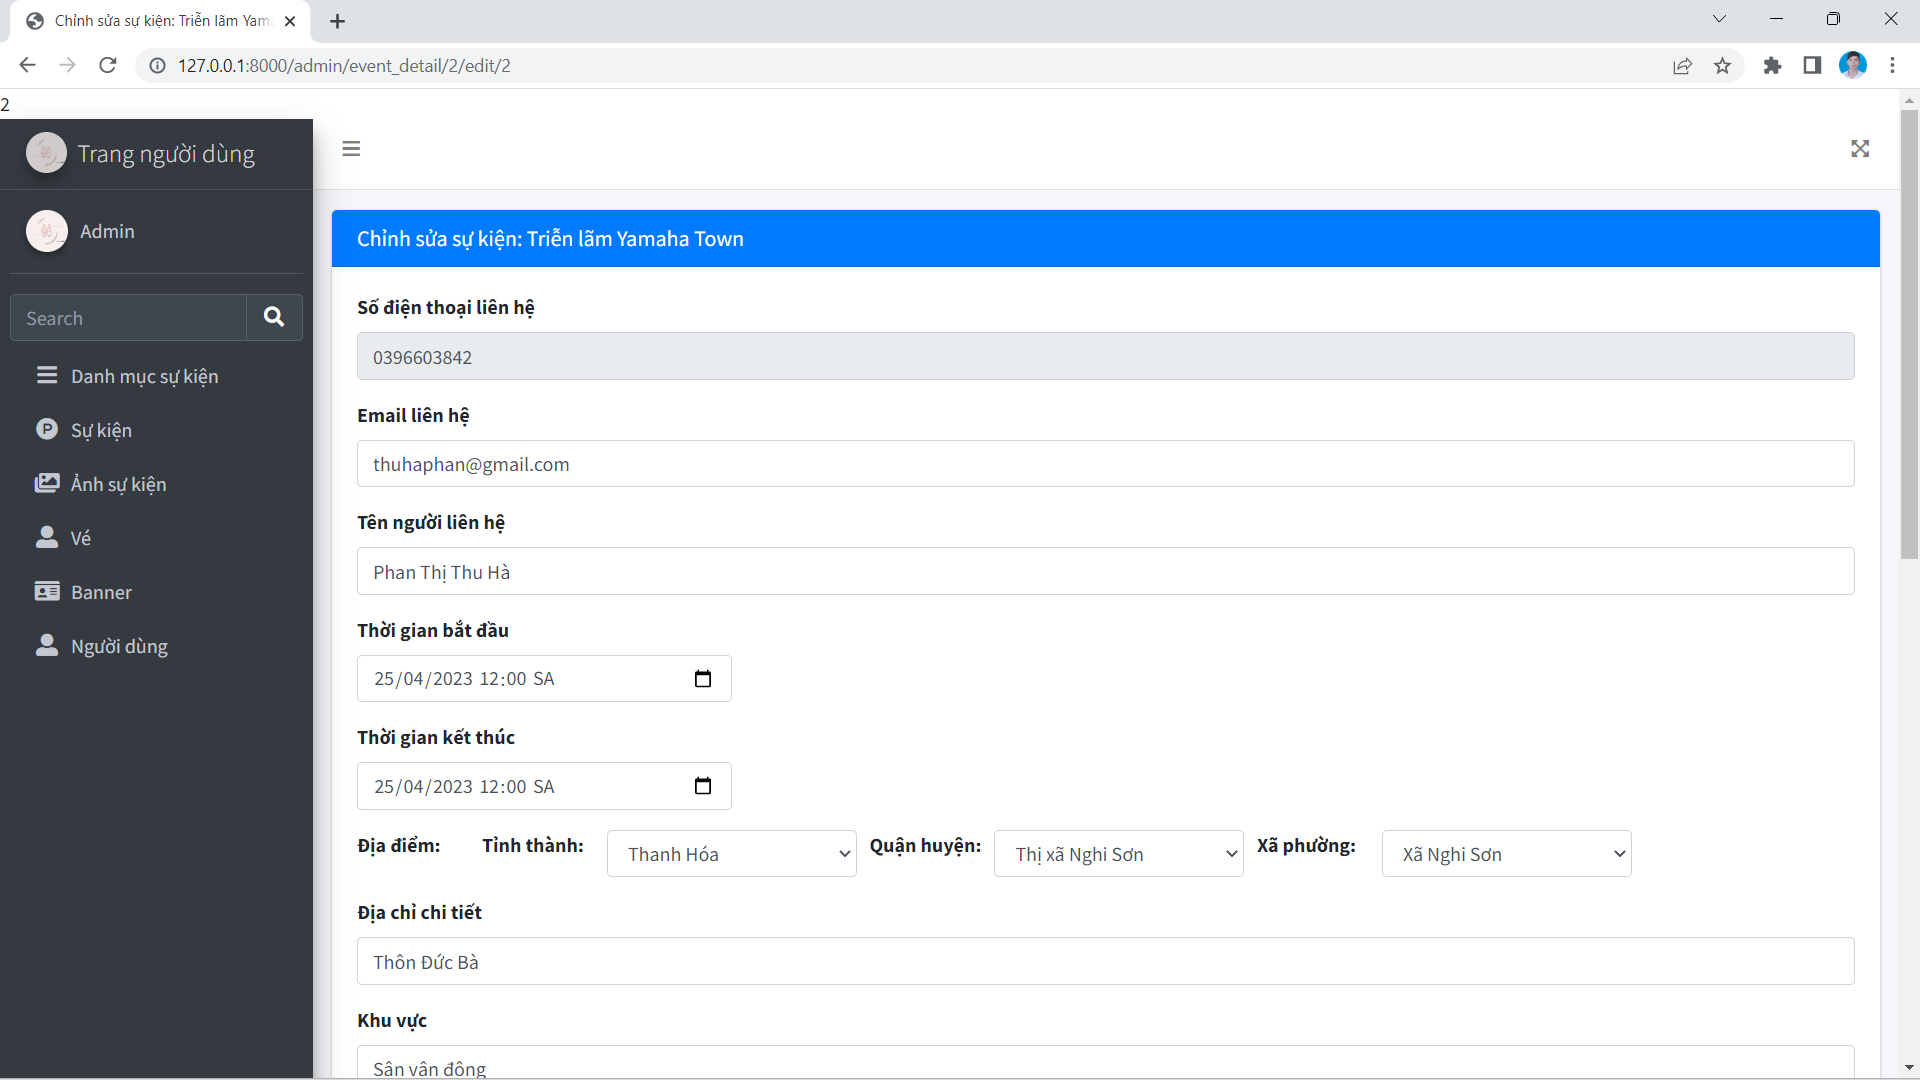 Chỉnh sửa sự kiện: Triễn lãm Yam
127.0.0.1:8000/admin/event_detail/2/edit/2
2
Trang người dùng
Admin
Search
Danh mục sự kiện
Sự kiện
Ảnh sự kiện
Vé
Banner
Người dùng
Chỉnh sửa sự kiện: Triễn lãm Yamaha Town
Số điện thoại liên hệ
0396603842
Email liên hệ
thuhaphan@gmail.com
Tên người liên hệ
Phan Thị Thu Hà
Thời gian bắt đầu
25/04/2023 12:00 SA
Thời gian kết thúc
25/04/2023 12:00 SA
Địa điểm: Tỉnh thành: Thanh Hóa Quận huyện: Thị xã Nghi Sơn Xã phường: Xã Nghi Sơn
Địa chỉ chi tiết
Thôn Đức Bà
Khu vực
Sân vận động